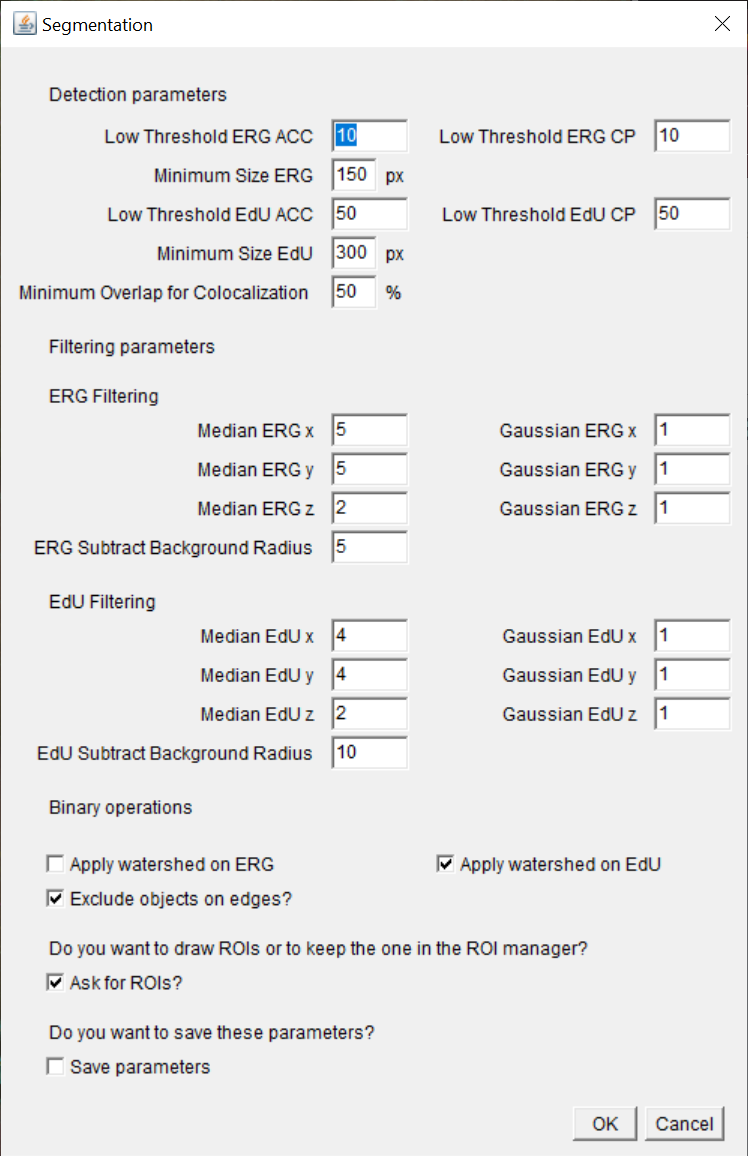 Segmentation
Detection parameters
Low Threshold ERG ACC 10 Low Threshold ERG CP 10
Minimum Size ERG 150 px
Low Threshold EdU ACC 50 Low Threshold EdU CP 50
Minimum Size EdU 300 px
Minimum Overlap for Colocalization 50 %
Filtering parameters
ERG Filtering
Median ERG x 5 Gaussian ERG x 1
Median ERG y 5 Gaussian ERG y 1
Median ERG z 2 Gaussian ERG z 1
ERG Subtract Background Radius 5
EdU Filtering
Median EdU x 4 Gaussian EdU x 1
Median EdU y 4 Gaussian EdU y 1
Median EdU z 2 Gaussian EdU z 1
EdU Subtract Background Radius 10
Binary operations
Apply watershed on ERG Apply watershed on EdU
Exclude objects on edges?
Do you want to draw ROIs or to keep the one in the ROI manager?
Ask for ROIs?
Do you want to save these parameters?
Save parameters
OK Cancel